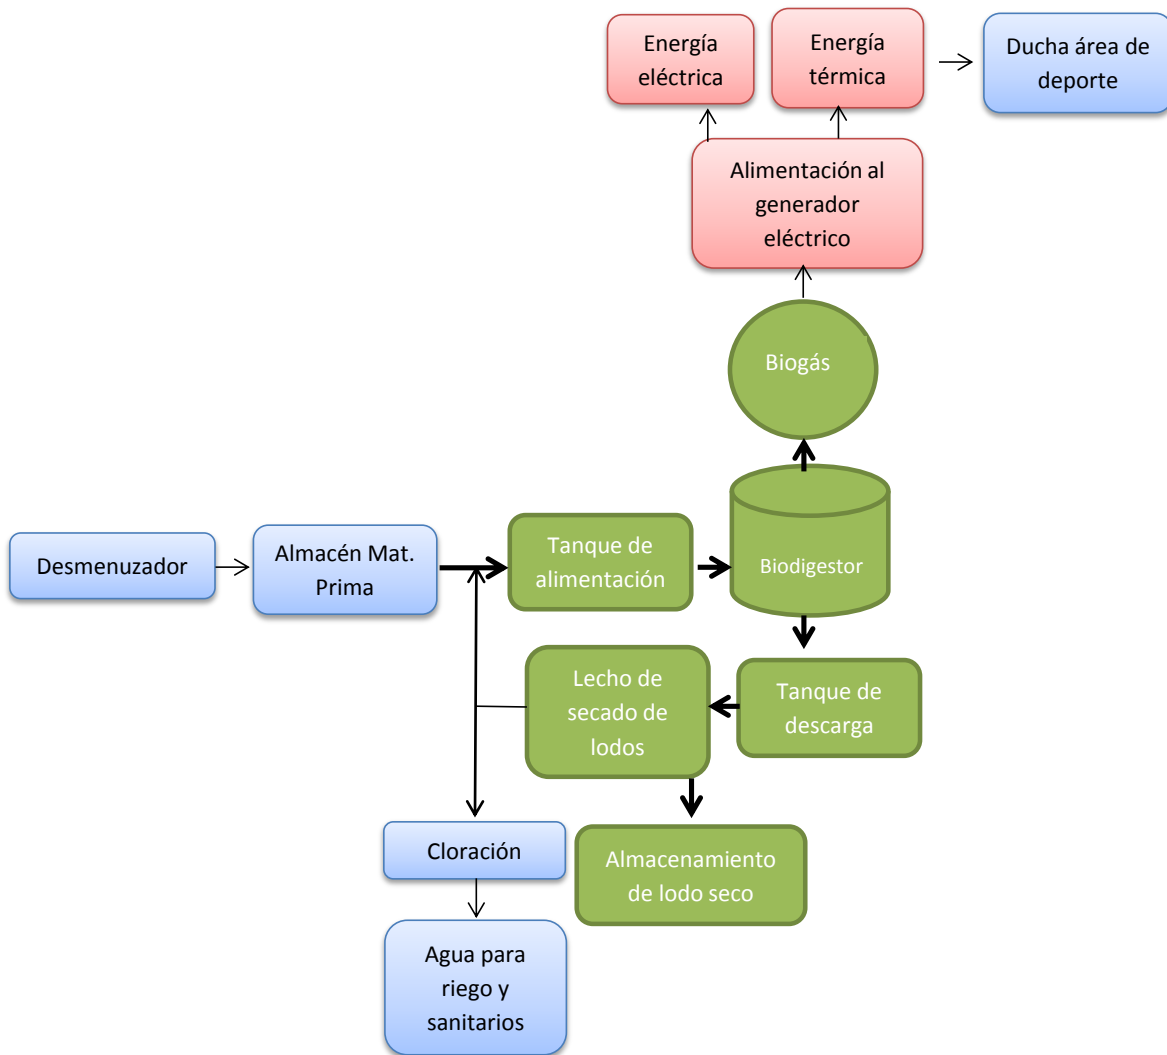 Energía
eléctrica
Energía
térmica
Ducha área de
deporte
Alimentación al
generador
eléctrico
Biogás
Desmenuzador
Almacén Mat.
Prima
Tanque de
alimentación
Biodigestor
Lecho de
secado de
lodos
Tanque de
descarga
Cloración
Almacenamiento
de lodo seco
Agua para
riego y
sanitarios